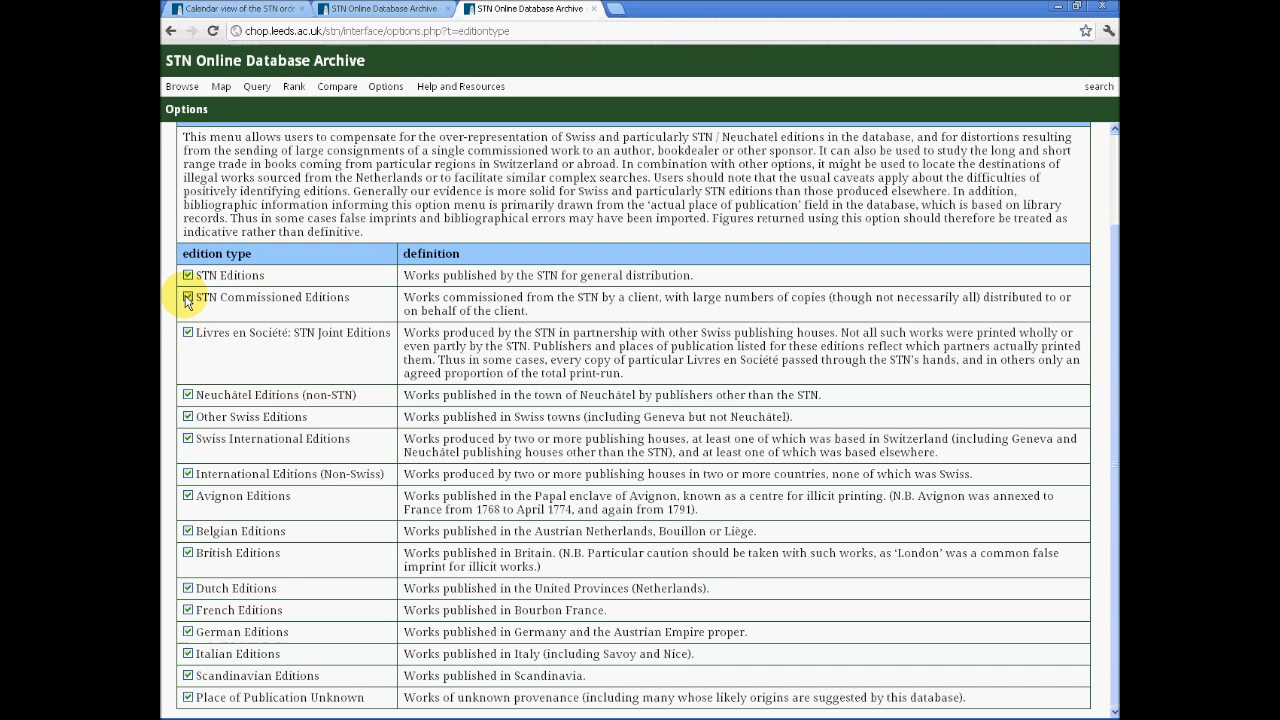 Calendar view of the STN orde
STN Online Database Archive
STN Online Database Archive
chop.leeds.ac.uk/stn/interface/options.php?t=editiontype
STN Online Database Archive
Browse Map Query Rank Compare Options Help and Resources search
Options
This menu allows users to compensate for the over-representation of Swiss and particularly STN / Neuchatel editions in the database, and for distortions resulting
from the sending of large consignments of a single commissioned work to an author, bookdealer or other sponsor. It can also be used to study the long and short
range trade in books coming from particular regions in Switzerland or abroad. In combination with other options, it might be used to locate the destinations of
illegal works sourced from the Netherlands or to facilitate similar complex searches. Users should note that the usual caveats apply about the difficulties of
positively identifying editions. Generally our evidence is more solid for Swiss and particularly STN editions than those produced elsewhere. In addition,
bibliographic information informing this option menu is primarily drawn from the ‘actual place of publication’ field in the database, which is based on library
records. Thus in some cases false imprints and bibliographical errors may have been imported. Figures returned using this option should therefore be treated as
indicative rather than definitive.
edition type definition
STN Editions Works published by the STN for general distribution.
STN Commissioned Editions Works commissioned from the STN by a client, with large numbers of copies (though not necessarily all) distributed to or
on behalf of the client.
Livres en Société: STN Joint Editions Works produced by the STN in partnership with other Swiss publishing houses. Not all such works were printed wholly or
even partly by the STN. Publishers and places of publication listed for these editions reflect which partners actually printed
them. Thus in some cases, every copy of particular Livres en Société passed through the STN's hands, and in others only an
agreed proportion of the total print-run.
Neuchâtel Editions (non-STN) Works published in the town of Neuchâtel by publishers other than the STN.
Other Swiss Editions Works published in Swiss towns (including Geneva but not Neuchâtel).
Swiss International Editions Works produced by two or more publishing houses, at least one of which was based in Switzerland (including Geneva and
Neuchâtel publishing houses other than the STN), and at least one of which was based elsewhere.
International Editions (Non-Swiss) Works produced by two or more publishing houses in two or more countries, none of which was Swiss.
Avignon Editions Works published in the Papal enclave of Avignon, known as a centre for illicit printing. (N.B. Avignon was annexed to
France from 1768 to April 1774, and again from 1791).
Belgian Editions Works published in the Austrian Netherlands, Bouillon or Liège.
British Editions Works published in Britain. (N.B. Particular caution should be taken with such works, as ‘London’ was a common false
imprint for illicit works.)
Dutch Editions Works published in the United Provinces (Netherlands).
French Editions Works published in Bourbon France.
German Editions Works published in Germany and the Austrian Empire proper.
Italian Editions Works published in Italy (including Savoy and Nice).
Scandinavian Editions Works published in Scandinavia.
Place of Publication Unknown Works of unknown provenance (including many whose likely origins are suggested by this database).